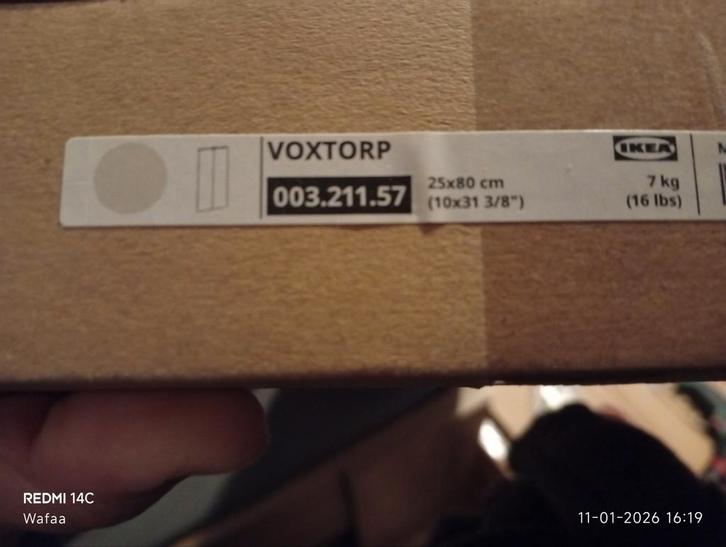 VOXTORP
IKEA
003.211.57
25x80 cm
(10x31 3/8")
7 kg
(16 lbs)
REDMI 14C
Wafaa
11-01-2026 16:19